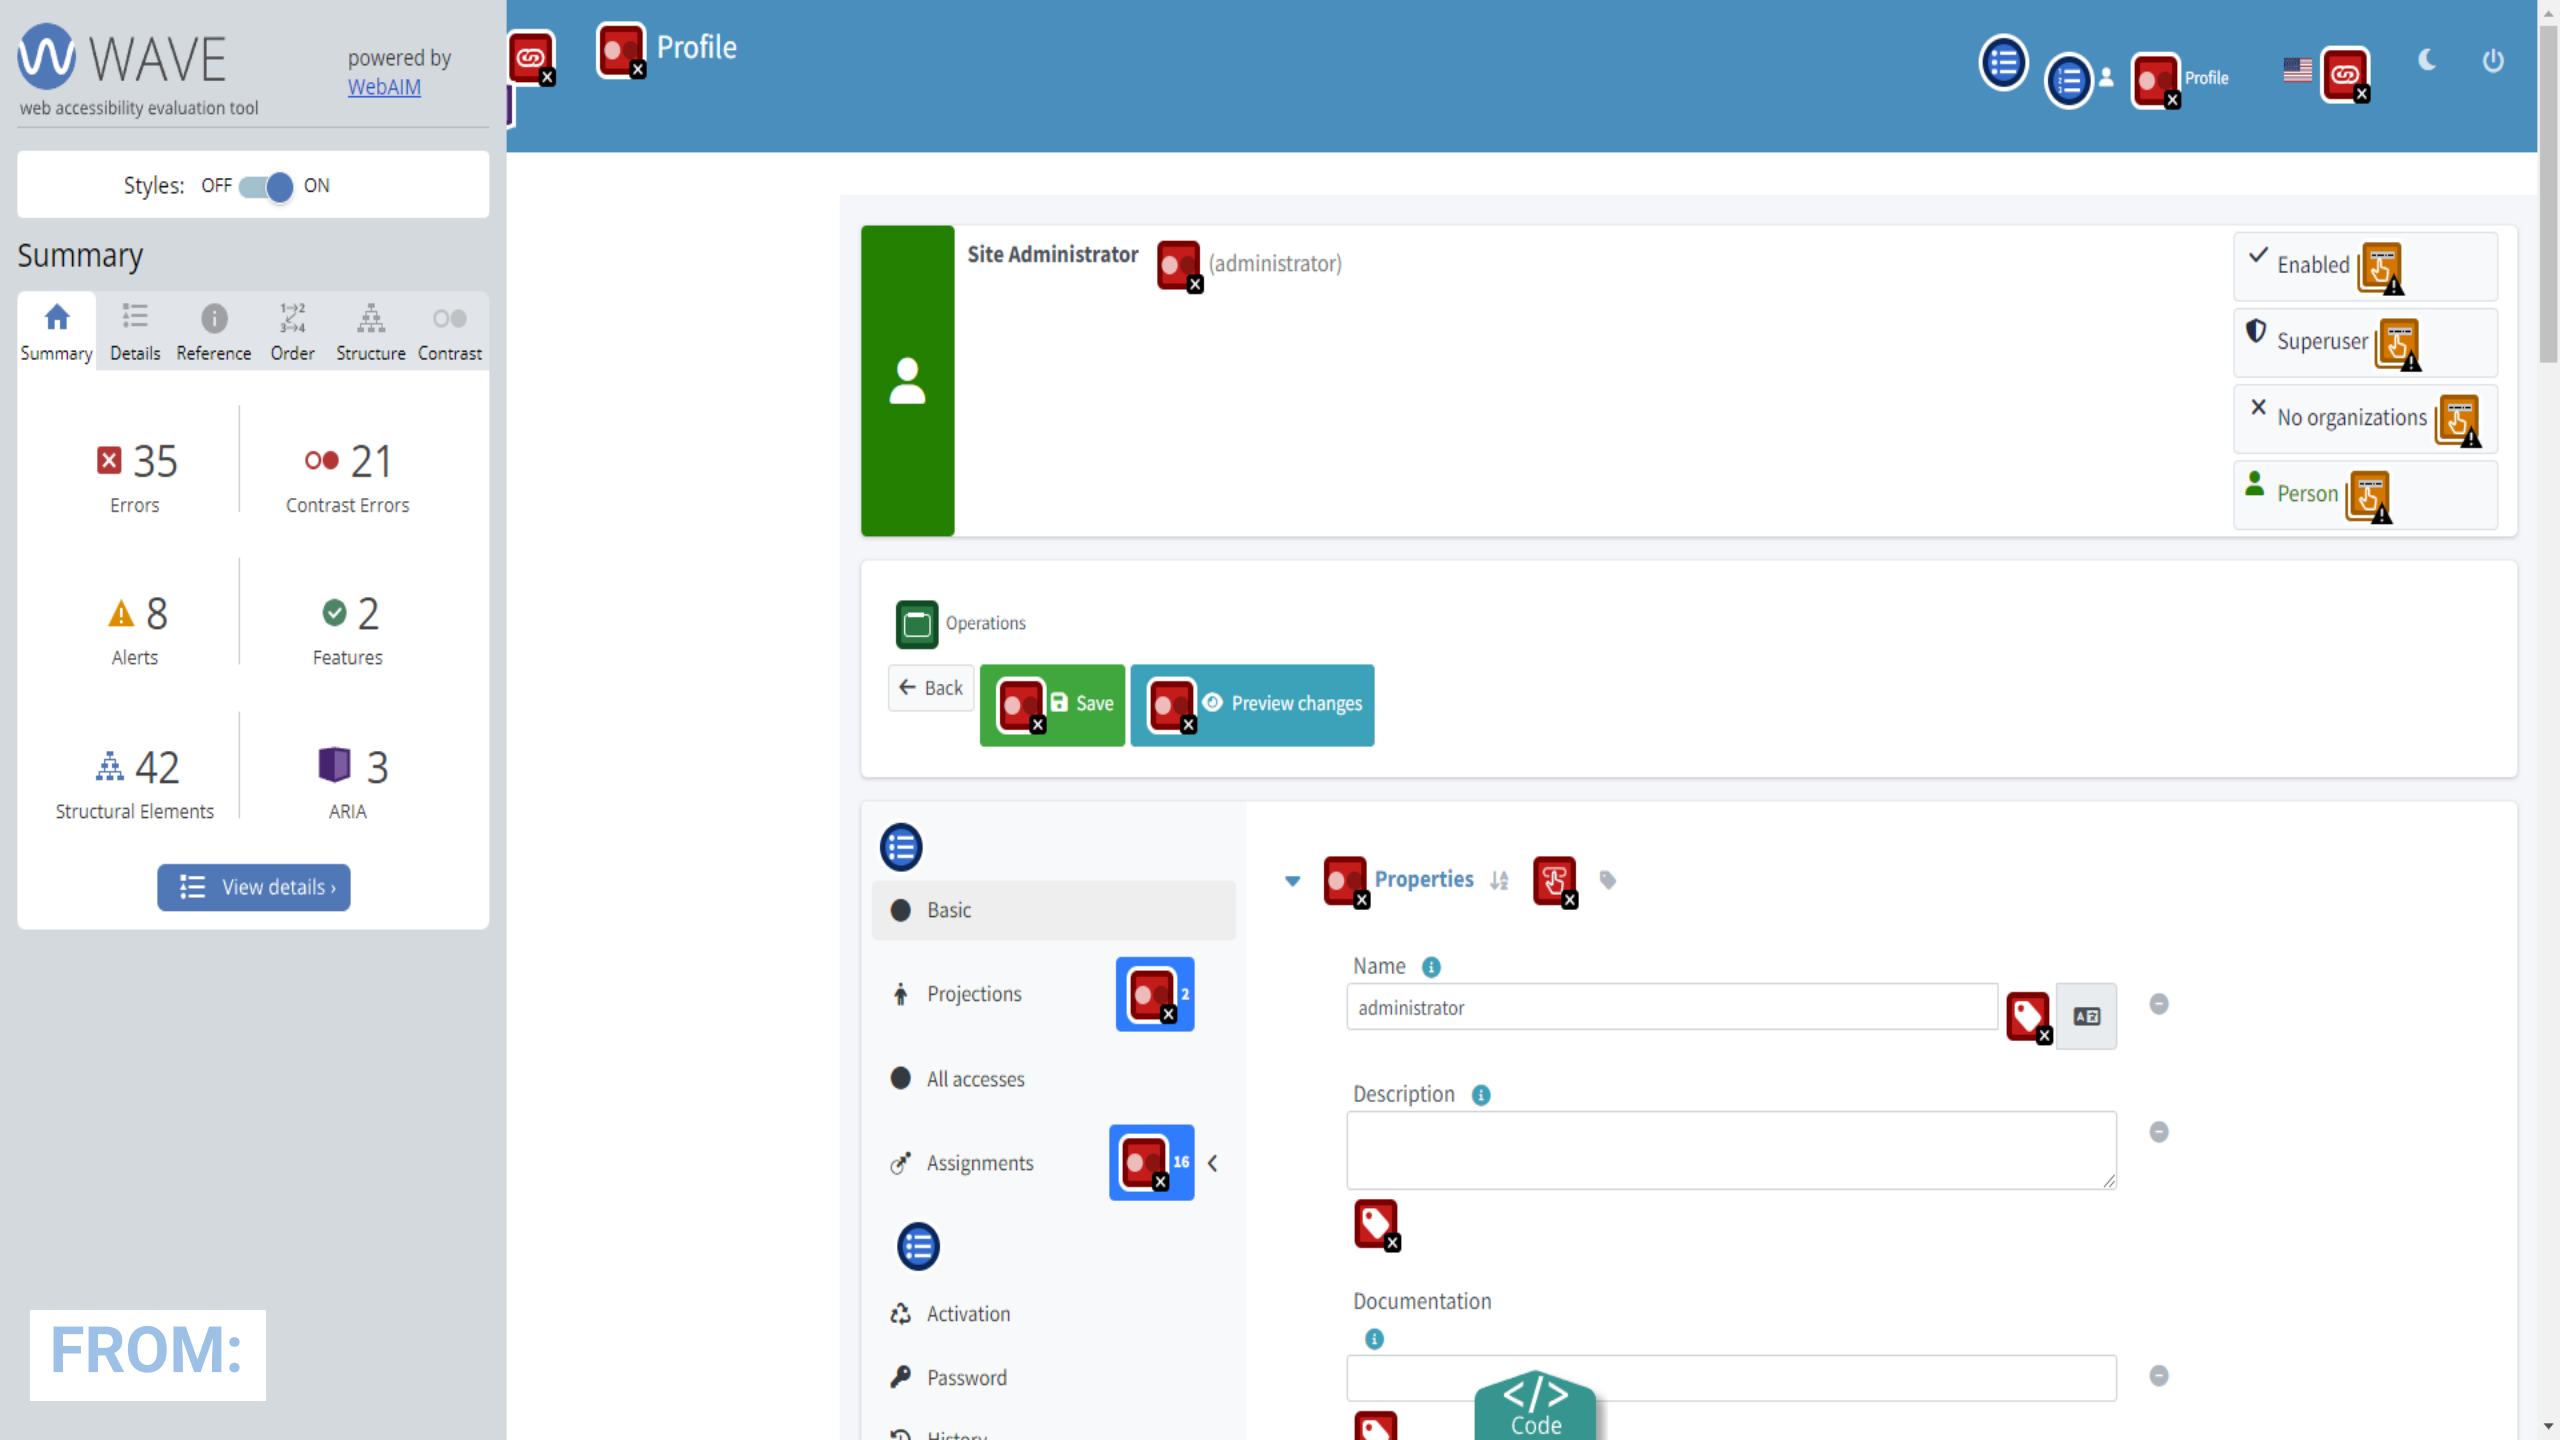 WAVE
powered by
WebAIM
web accessibility evaluation tool
Styles: OFF ON
Summary
Summary Details Reference Order Structure Contrast
35 21
Errors Contrast Errors
8 2
Alerts Features
42 3
Structural Elements ARIA
View details ›
FROM:
Profile
Profile
Site Administrator (administrator)
Enabled
Superuser
No organizations
Person
Operations
Back Save Preview changes
Basic
Projections 2
All accesses
Assignments 16
Activation
Password
History
Properties
Name
administrator
Description
Documentation
</>
Code